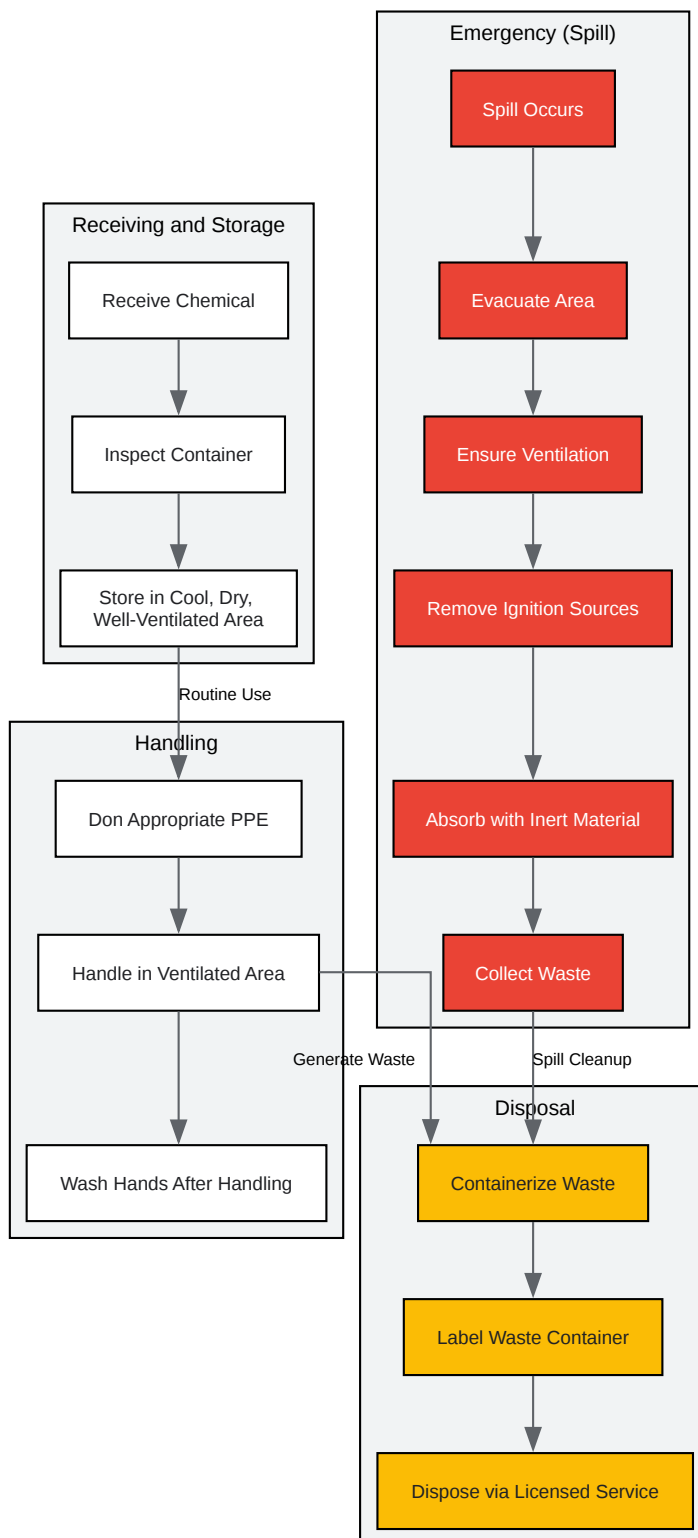 Emergency (Spill)
Spill Occurs
Evacuate Area
Ensure Ventilation
Remove Ignition Sources
Absorb with Inert Material
Collect Waste
Spill Cleanup
Receiving and Storage
Receive Chemical
Inspect Container
Store in Cool, Dry,
Well-Ventilated Area
Routine Use
Handling
Don Appropriate PPE
Handle in Ventilated Area
Generate Waste
Wash Hands After Handling
Disposal
Containerize Waste
Label Waste Container
Dispose via Licensed Service